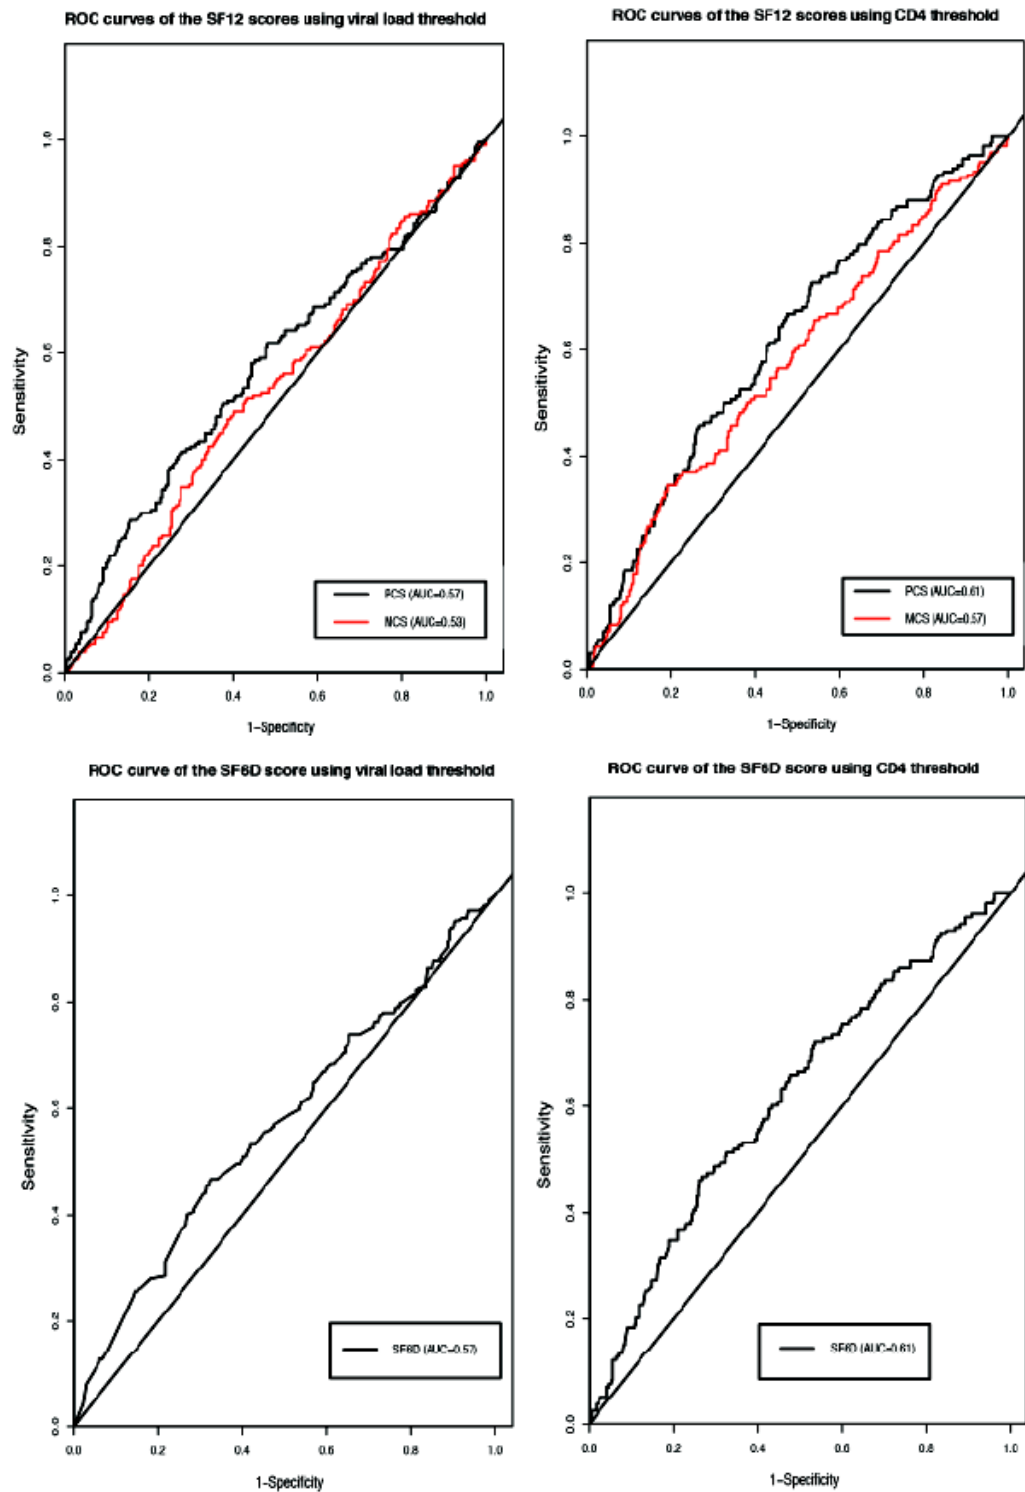 ROC curves of the SF12 scores using viral load threshold
Sensitivity
0.0 0.2 0.4 0.6 0.8 1.0
PCS (AUC=0.57)
MCS (AUC=0.53)
0.0 0.2 0.4 0.6 0.8 1.0
1-Specificity
ROC curves of the SF12 scores using CD4 threshold
Sensitivity
0.0 0.2 0.4 0.6 0.8 1.0
PCS (AUC=0.61)
MCS (AUC=0.57)
0.0 0.2 0.4 0.6 0.8 1.0
1-Specificity
ROC curve of the SF6D score using viral load threshold
Sensitivity
0.0 0.2 0.4 0.6 0.8 1.0
SF6D (AUC=0.57)
0.0 0.2 0.4 0.6 0.8 1.0
1-Specificity
ROC curve of the SF6D score using CD4 threshold
Sensitivity
0.0 0.2 0.4 0.6 0.8 1.0
SF6D (AUC=0.61)
0.0 0.2 0.4 0.6 0.8 1.0
1-Specificity